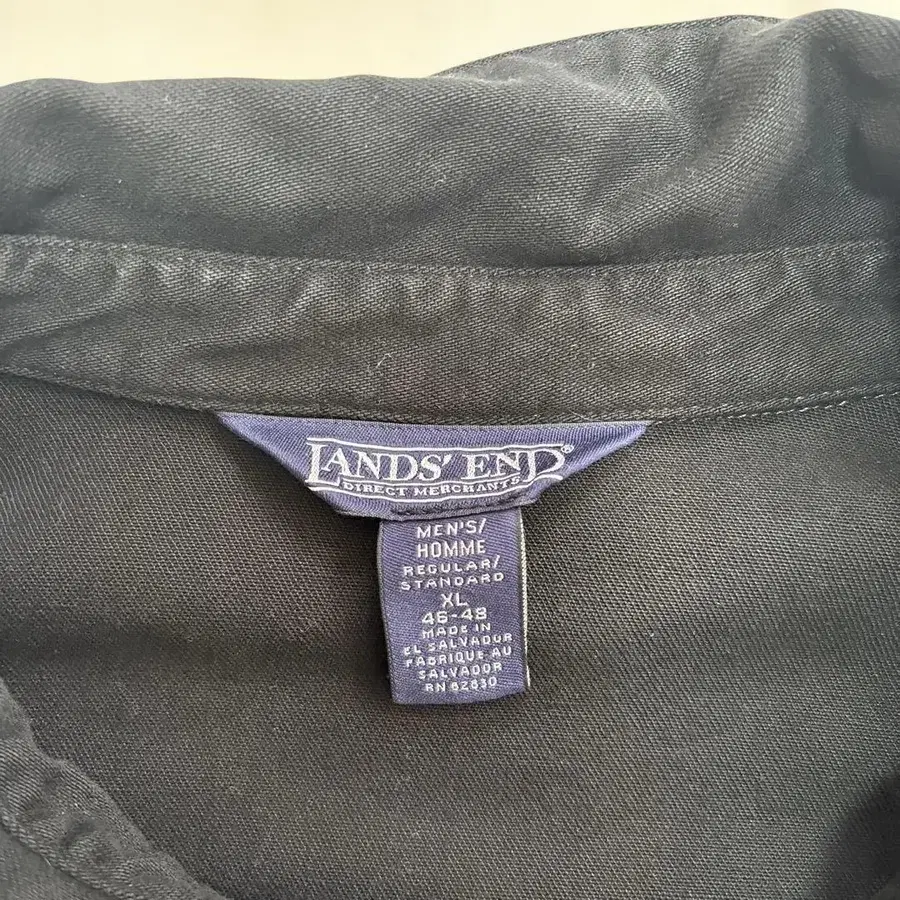 LANDS' END®
DIRECT MERCHANTS
MEN'S/
HOMME
REGULAR/
STANDARD
XL
46-48
MADE IN
EL SALVADOR
FABRIQUE AU
SALVADOR
RN 62830